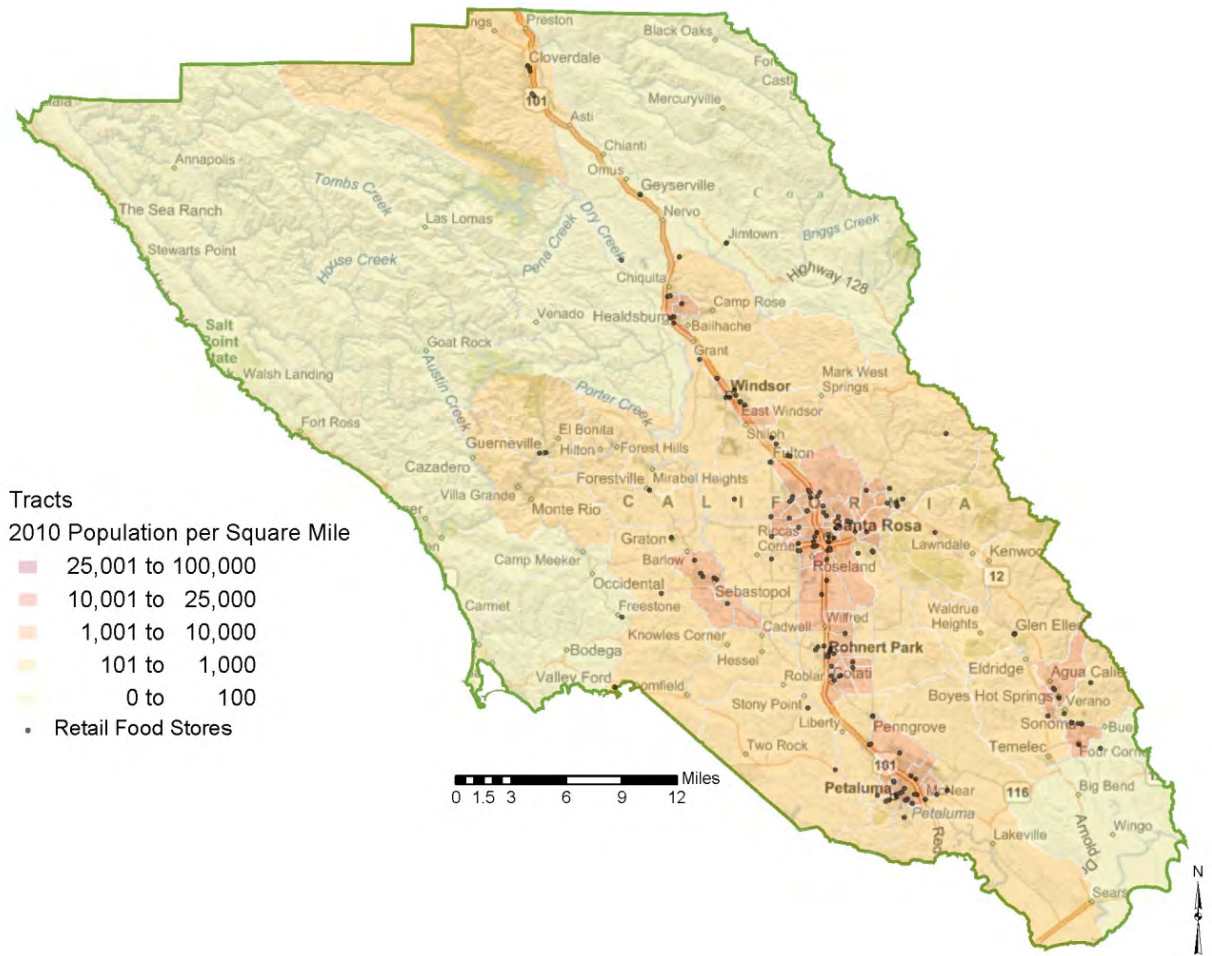 Preston
Black Oaks
Cloverdale
Mercuryville
101
Asti
Chianti
Annapolis
Omus
Tombs Creek
Geyserville
The Sea Ranch
Las Lomas
Dry Creek
Nervo
Pena Creek
Briggs Creek
Jimtown
Stewarts Point
House Creek
Chiquita
Highway 128
Camp Rose
Venado
Healdsburg
Bailhache
Salt
Point
Goat Rock
Grant
Walsh Landing
Austin Creek
Porter Creek
Windsor
Mark West
Springs
East Windsor
Fort Ross
El Bonita
Shiloh
Guerneville
Hilton
Forest Hills
Fulton
Cazadero
Forestville
Mirabel Heights
Villa Grande
CALIFORNIA
Monte Rio
Santa Rosa
Riccas
Corner
Graton
Lawndale
Camp Meeker
Barlow
Roseland
12
Occidental
Sebastopol
Carmet
Freestone
Waldrue
Heights
Cadwell
Wilfred
Knowles Corner
Rohnert Park
Bodega
Hessel
Eldridge
Valley Ford
Roblar
Boyes Hot Springs
Verano
Stony Point
Liberty
Penngrove
Sonoma
Two Rock
Temelec
Four Corne
101
Petaluma
McNear
116
Big Bend
Petaluma
Lakeville
Arnold Dr
Wingo
Sears
Tracts
2010 Population per Square Mile
25,001 to 100,000
10,001 to 25,000
1,001 to 10,000
101 to 1,000
0 to 100
Retail Food Stores
Miles
0 1.5 3 6 9 12
N